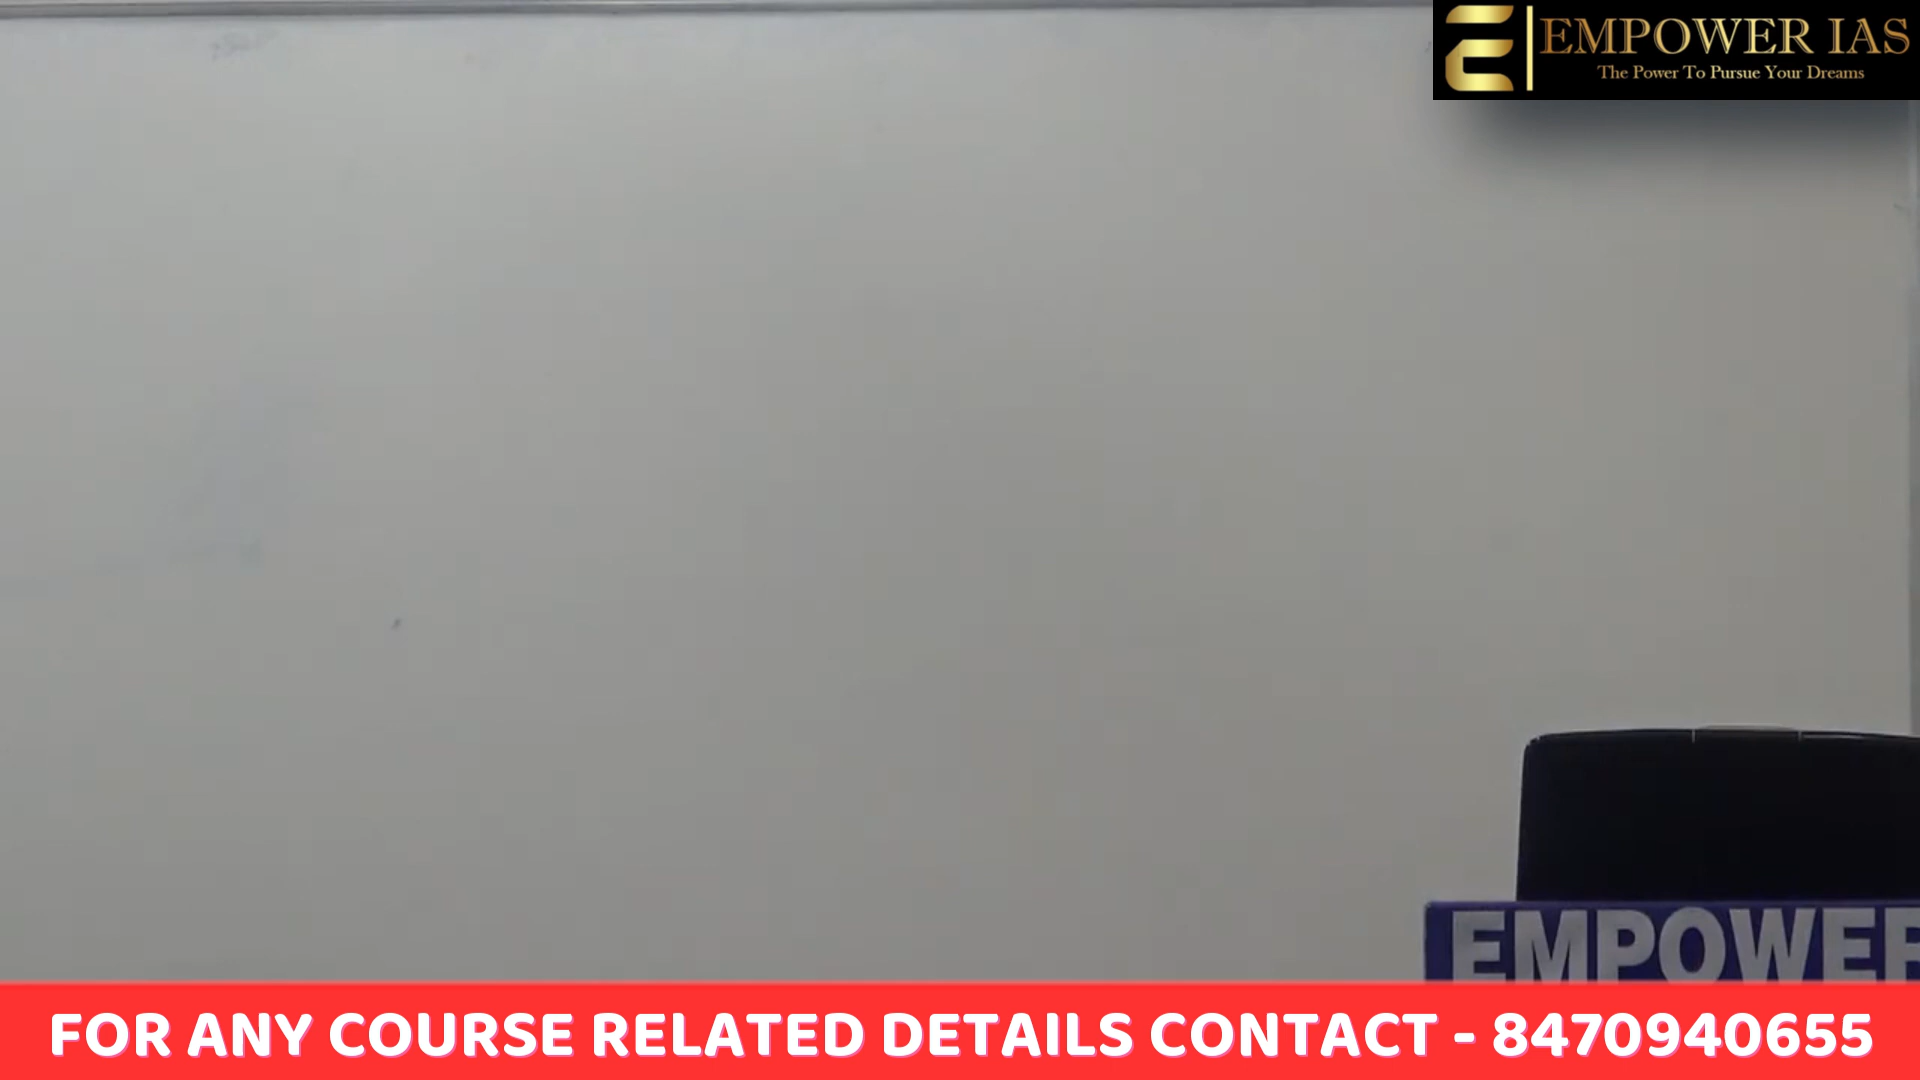 EMPOWER IAS
The Power To Pursue Your Dreams
EMPOWER
FOR ANY COURSE RELATED DETAILS CONTACT - 8470940655